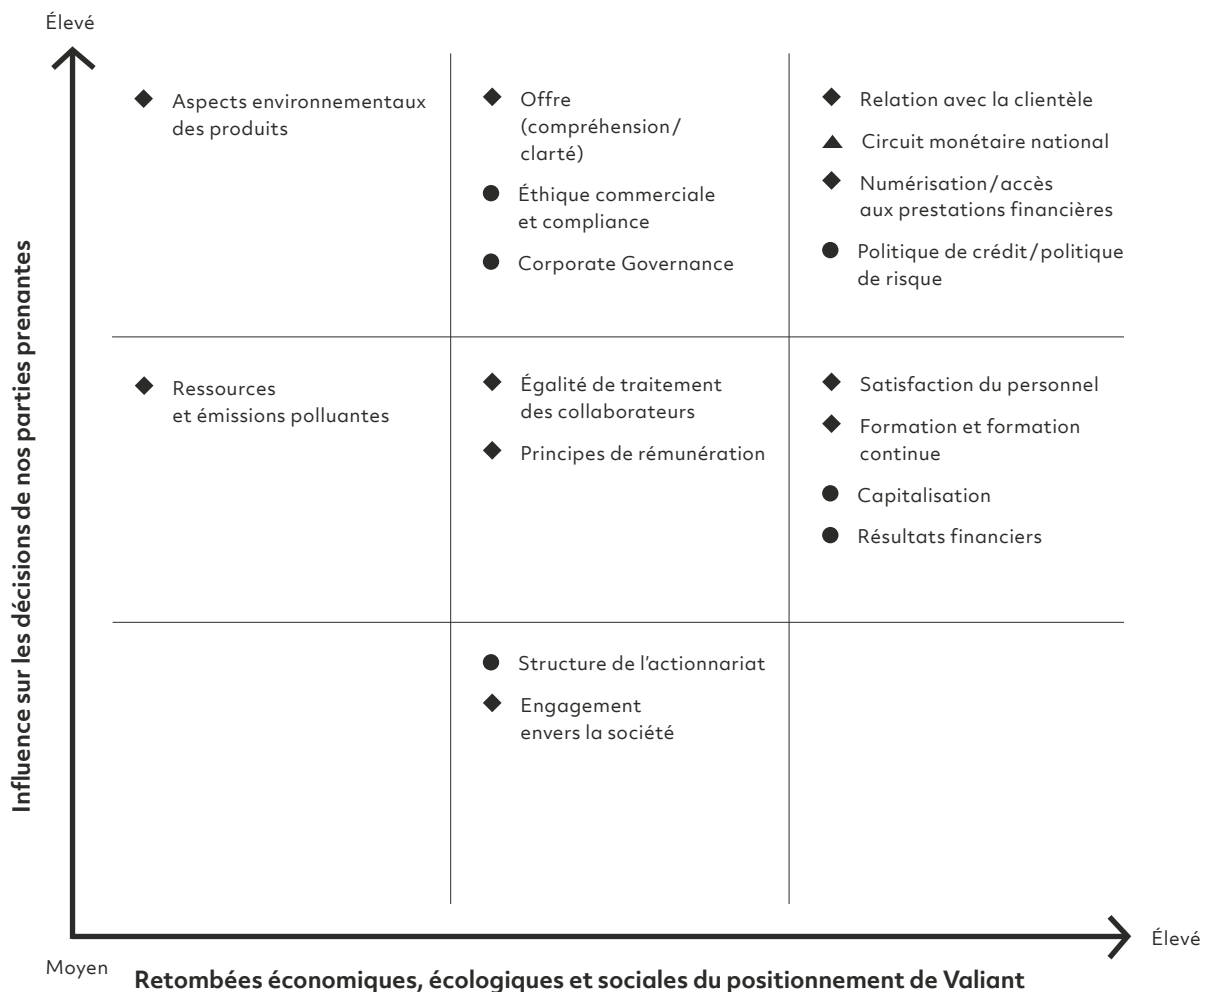 Élevé
Influence sur les décisions de nos parties prenantes
Aspects environnementaux
des produits
Offre
(compréhension/
clarté)
Éthique commerciale
et compliance
Corporate Governance
Relation avec la clientèle
Circuit monétaire national
Numérisation/accès
aux prestations financières
Politique de crédit/politique
de risque
Ressources
et émissions polluantes
Égalité de traitement
des collaborateurs
Principes de rémunération
Satisfaction du personnel
Formation et formation
continue
Capitalisation
Résultats financiers
Structure de l'actionnariat
Engagement
envers la société
Élevé
Moyen
Retombées économiques, écologiques et sociales du positionnement de Valiant